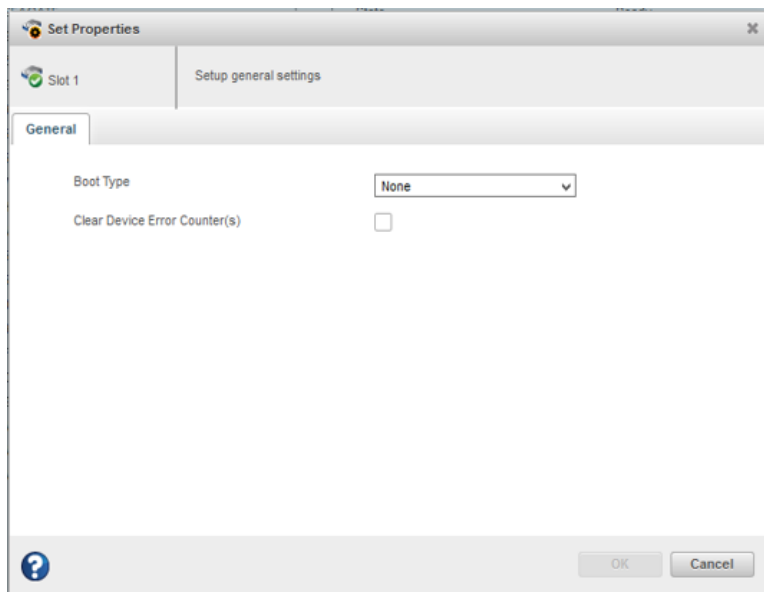 Set Properties
Slot 1
Setup general settings
General
Boot Type
None
Clear Device Error Counter(s)
OK
Cancel